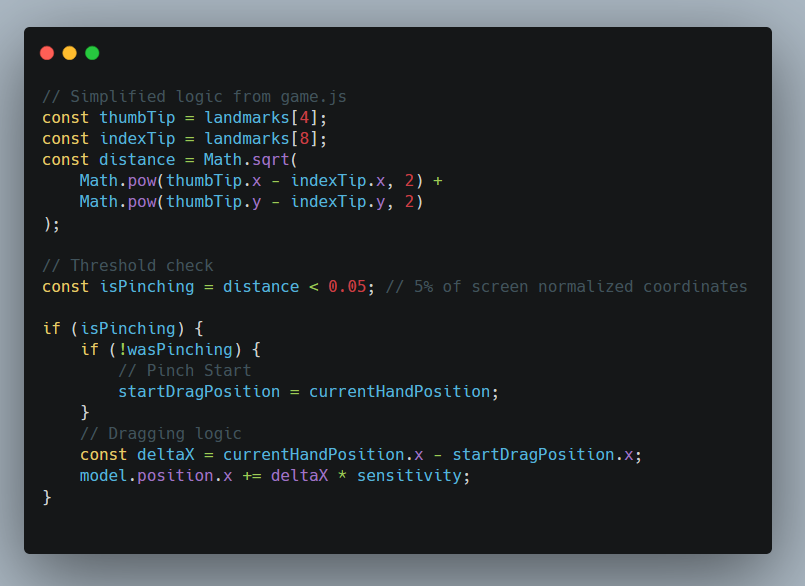 // Simplified logic from game.js
const thumbTip = landmarks[4];
const indexTip = landmarks[8];
const distance = Math.sqrt(
    Math.pow(thumbTip.x - indexTip.x, 2) +
    Math.pow(thumbTip.y - indexTip.y, 2)
);

// Threshold check
const isPinching = distance < 0.05; // 5% of screen normalized coordinates

if (isPinching) {
    if (!wasPinching) {
        // Pinch Start
        startDragPosition = currentHandPosition;
    }
    // Dragging logic
    const deltaX = currentHandPosition.x - startDragPosition.x;
    model.position.x += deltaX * sensitivity;
}